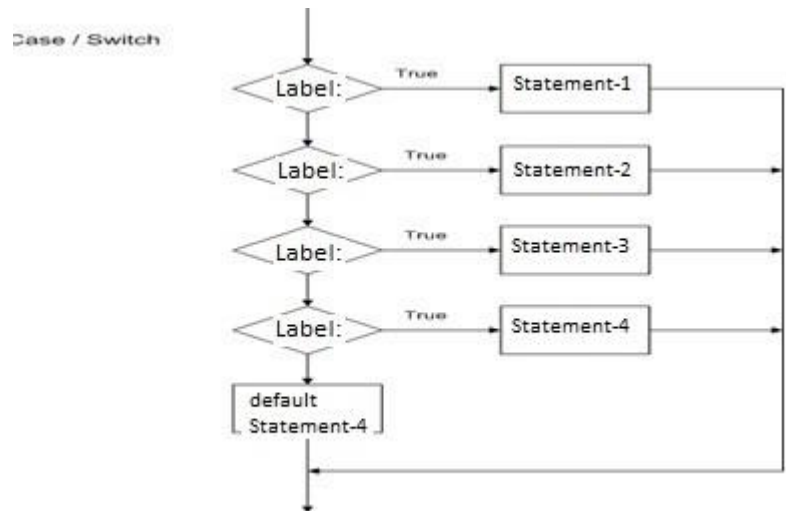 Case / Switch
Label:
True
Statement-1
Label:
True
Statement-2
Label:
True
Statement-3
Label:
True
Statement-4
default
Statement-4